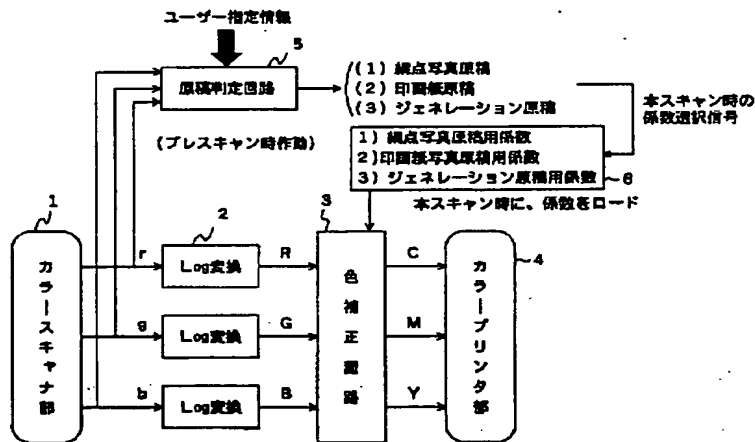 ユーザー指定情報
5
原稿判定回路
(1) 網点写真原稿
(2) 印画紙原稿
(3) ジェネレーション原稿
本スキャン時の
係数選択信号
(プレスキャン時作動)
1) 網点写真原稿用係数
2) 印画紙写真原稿用係数
3) ジェネレーション原稿用係数
6
本スキャン時に、係数をロード
1
カラースキャナ部
2
r
Log変換
R
g
Log変換
G
b
Log変換
B
3
色補正回路
C
M
Y
カラープリンタ部
4